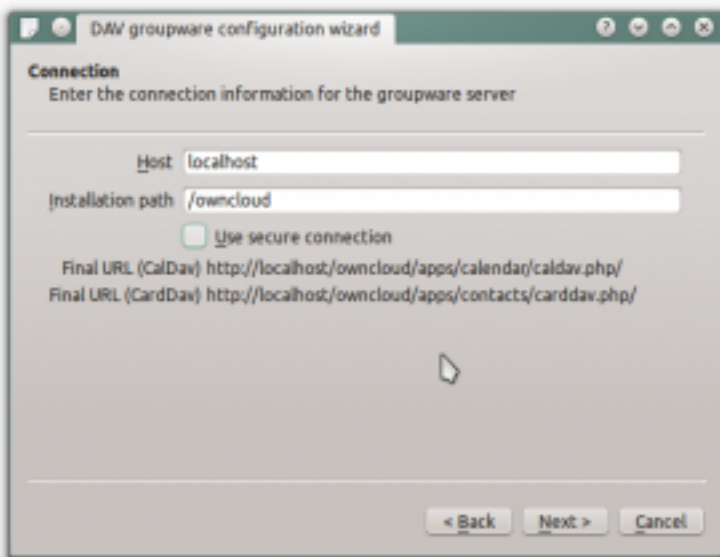 DAV groupware configuration wizard
Connection
Enter the connection information for the groupware server
Host localhost
Installation path /owncloud
Use secure connection
Final URL (CalDav) http://localhost/owncloud/apps/calendar/caldav.php/
Final URL (CardDav) http://localhost/owncloud/apps/contacts/carddav.php/
< Back Next > Cancel